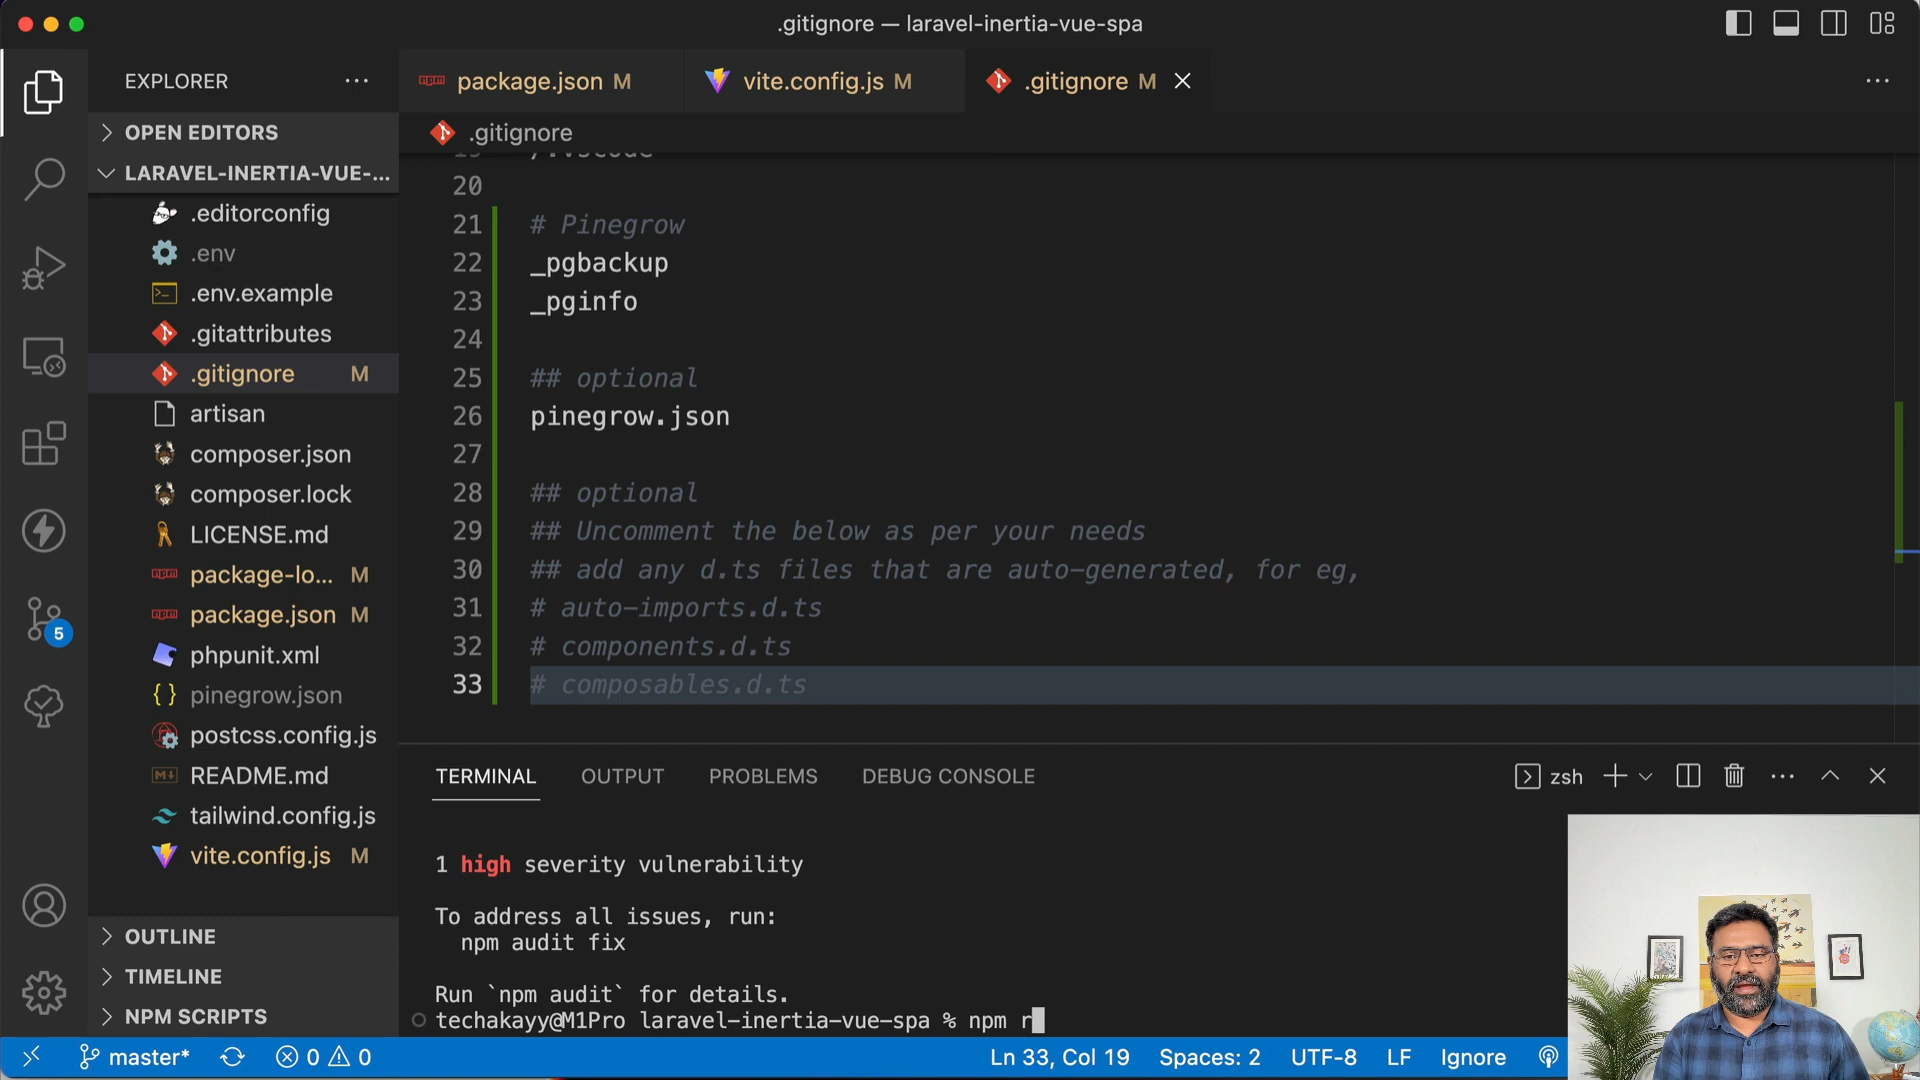 .gitignore — laravel-inertia-vue-spa
EXPLORER
package.json M
vite.config.js M
.gitignore M
OPEN EDITORS
.gitignore
LARAVEL-INERTIA-VUE-...
.editorconfig
.env
.env.example
.gitattributes
.gitignore M
artisan
composer.json
composer.lock
LICENSE.md
package-lo... M
package.json M
phpunit.xml
pinegrow.json
postcss.config.js
README.md
tailwind.config.js
vite.config.js M
OUTLINE
TIMELINE
NPM SCRIPTS
5
19 /.vscode
20
21 # Pinegrow
22 _pgbackup
23 _pginfo
24
25 ## optional
26 pinegrow.json
27
28 ## optional
29 ## Uncomment the below as per your needs
30 ## add any d.ts files that are auto-generated, for eg,
31 # auto-imports.d.ts
32 # components.d.ts
33 # composables.d.ts
TERMINAL OUTPUT PROBLEMS DEBUG CONSOLE
zsh
1 high severity vulnerability
To address all issues, run:
npm audit fix
Run `npm audit` for details.
techakayy@M1Pro laravel-inertia-vue-spa % npm r
master* 0 0
Ln 33, Col 19 Spaces: 2 UTF-8 LF Ignore